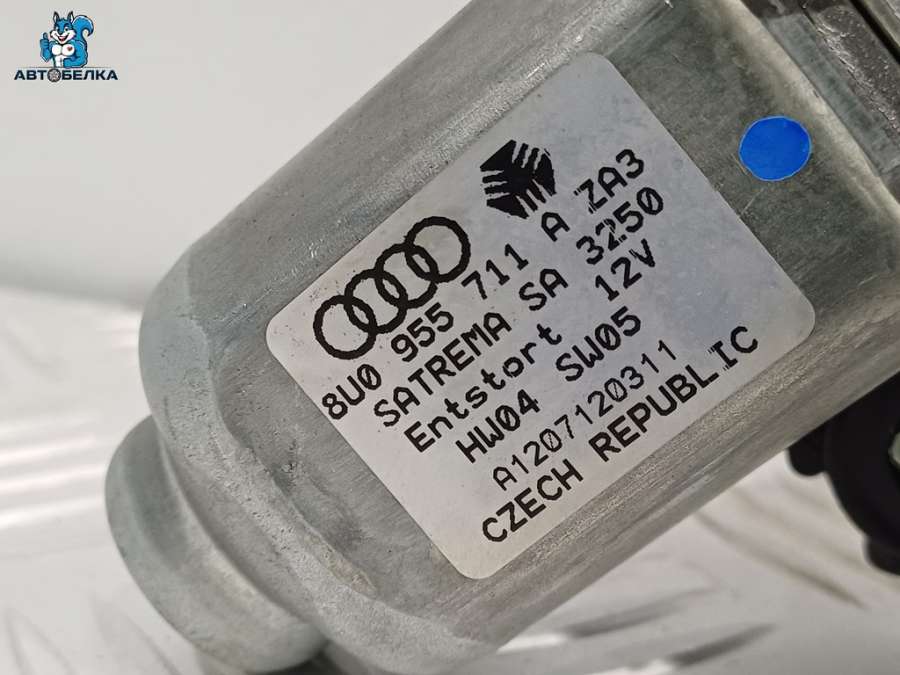 АВТОБЕЛКА
8U0 955 711 A ZA3
SATREMA SA 3250
Entstort 12V
HW04 SW05
A1207120311
CZECH REPUBLIC